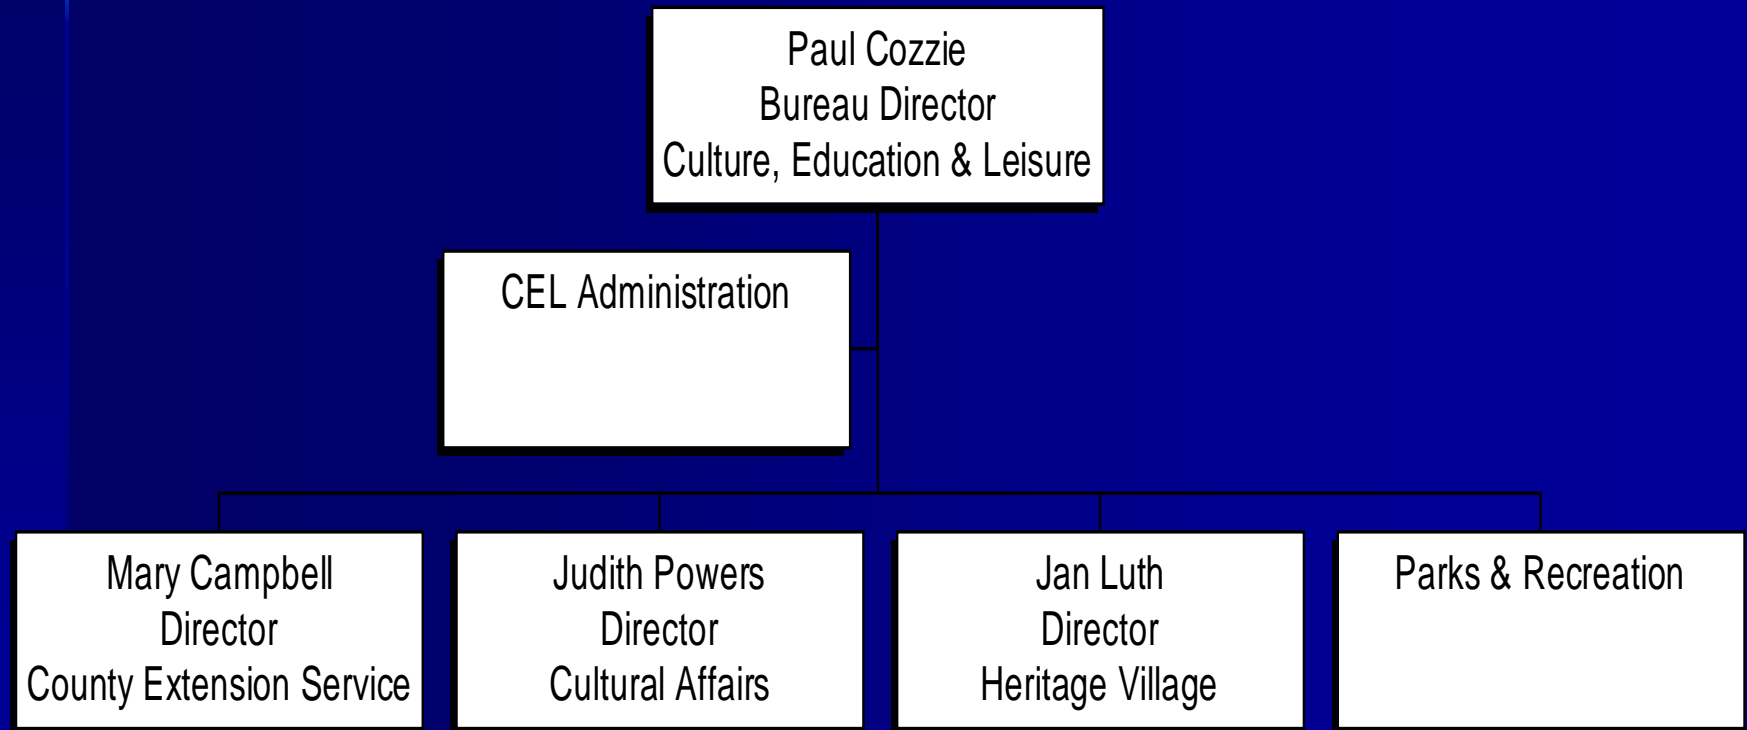 Paul Cozzie
Bureau Director
Culture, Education & Leisure
CEL Administration
Mary Campbell
Director
County Extension Service
Judith Powers
Director
Cultural Affairs
Jan Luth
Director
Heritage Village
Parks & Recreation